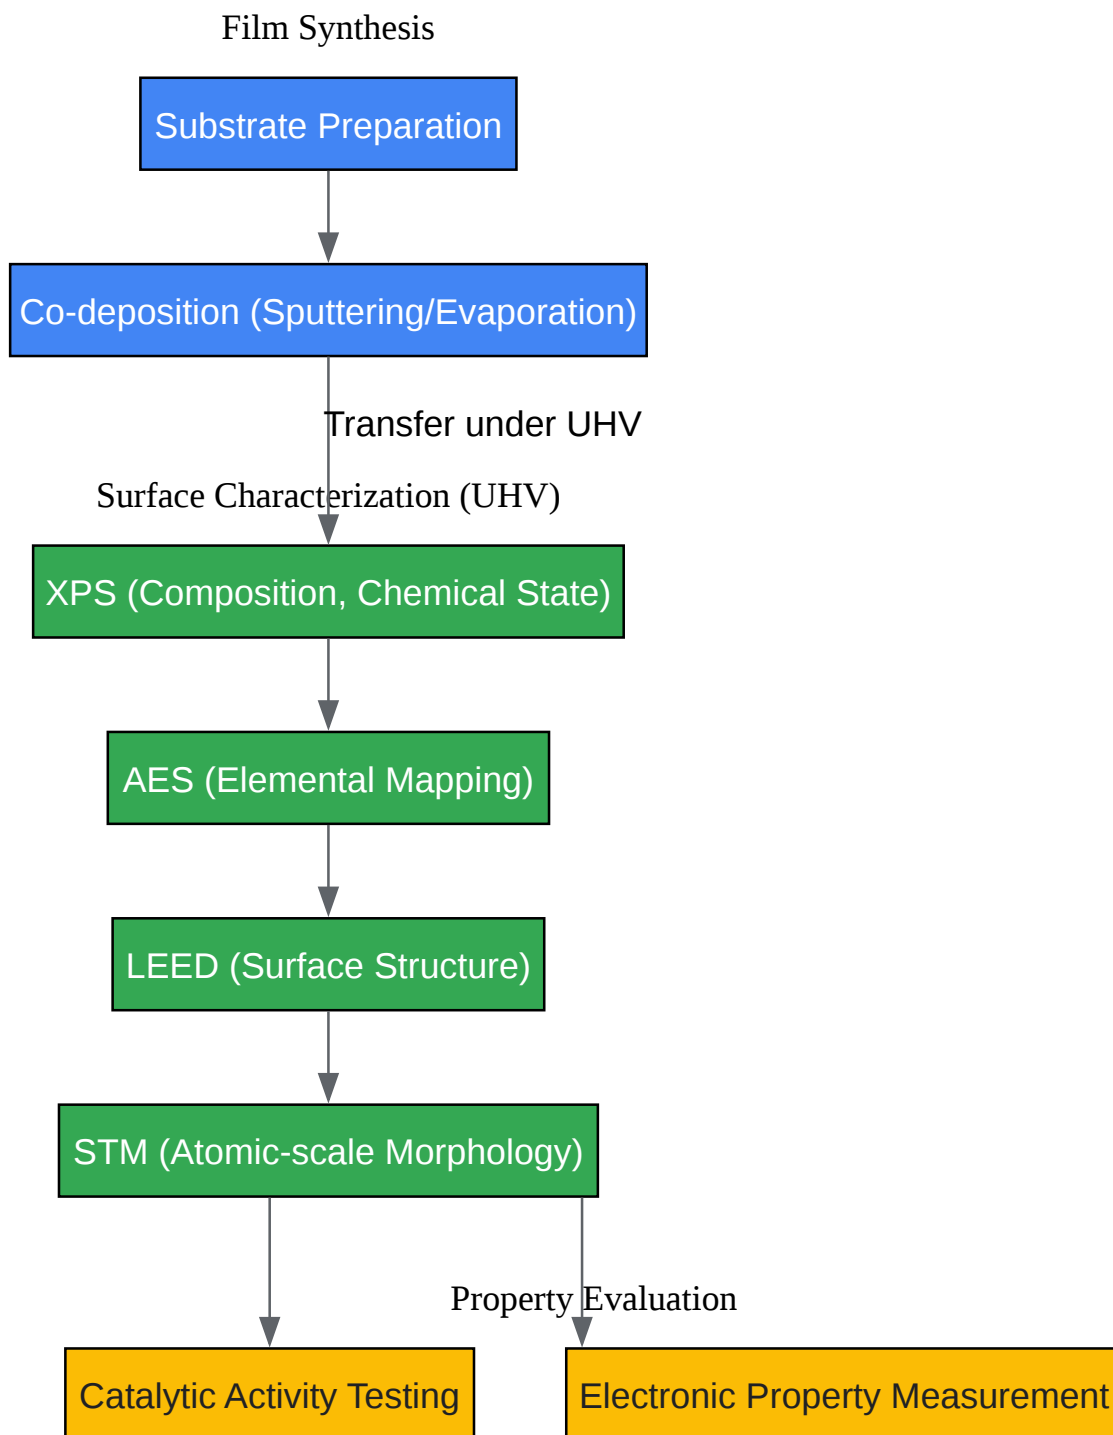 Film Synthesis
Substrate Preparation
Co-deposition (Sputtering/Evaporation)
Transfer under UHV
Surface Characterization (UHV)
XPS (Composition, Chemical State)
AES (Elemental Mapping)
LEED (Surface Structure)
STM (Atomic-scale Morphology)
Property Evaluation
Catalytic Activity Testing
Electronic Property Measurement